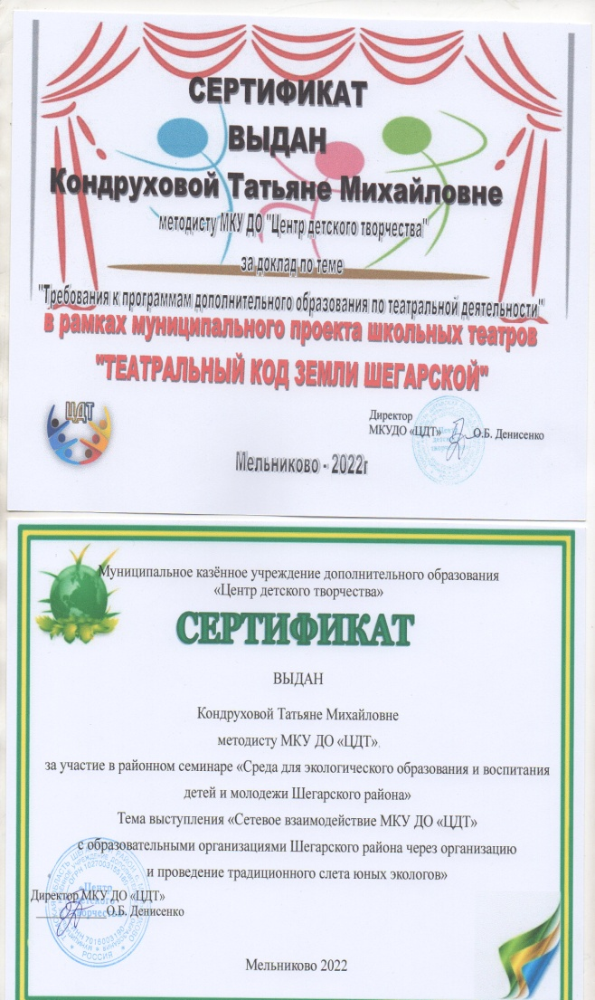 СЕРТИФИКАТ
ВЫДАН
Кондруховой Татьяне Михайловне
методисту МКУ ДО "Центр детского творчества"
за доклад по теме
"Требования к программам дополнительного образования по театральной деятельности"
в рамках муниципального проекта школьных театров
"ТЕАТРАЛЬНЫЙ КОД ЗЕМЛИ ШЕГАРСКОЙ"
ЦДТ
Директор
МКУДО «ЦДТ» О.Б. Денисенко
Мельниково - 2022г
Муниципальное казённое учреждение дополнительного образования
«Центр детского творчества»
СЕРТИФИКАТ
ВЫДАН
Кондруховой Татьяне Михайловне
методисту МКУ ДО «ЦДТ».
за участие в районном семинаре «Среда для экологического образования и воспитания
детей и молодежи Шегарского района»
Тема выступления «Сетевое взаимодействие МКУ ДО «ЦДТ»
с образовательными организациями Шегарского района через организацию
и проведение традиционного слета юных экологов»
Директор МКУ ДО «ЦДТ»
О.Б. Денисенко
«Центр
детского
творчества»
РОССИЯ
Мельниково 2022